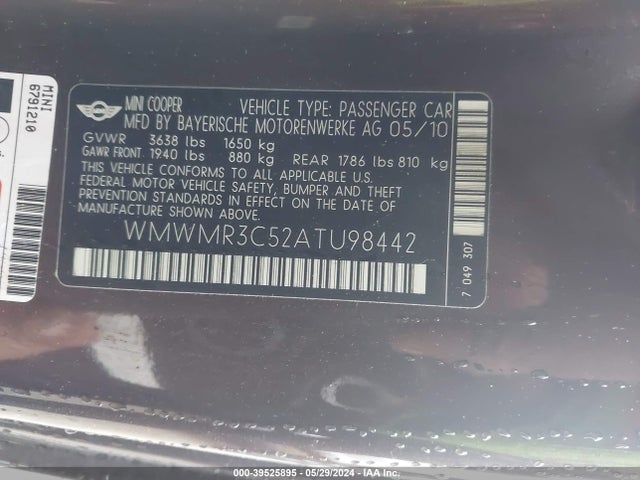 MINI COOPER VEHICLE TYPE: PASSENGER CAR
MFD BY BAYERISCHE MOTORENWERKE AG 05/10
GVWR 3638 lbs 1650 kg
GAWR FRONT 1940 lbs 880 kg REAR 1786 lbs 810 kg
THIS VEHICLE CONFORMS TO ALL APPLICABLE U.S.
FEDERAL MOTOR VEHICLE SAFETY, BUMPER AND THEFT
PREVENTION STANDARDS IN EFFECT ON THE DATE OF
MANUFACTURE SHOWN ABOVE.
WMWMR3C52ATU98442
7 049 307
MINI
6791210
000-39525895 - 05/29/2024 - IAA Inc.